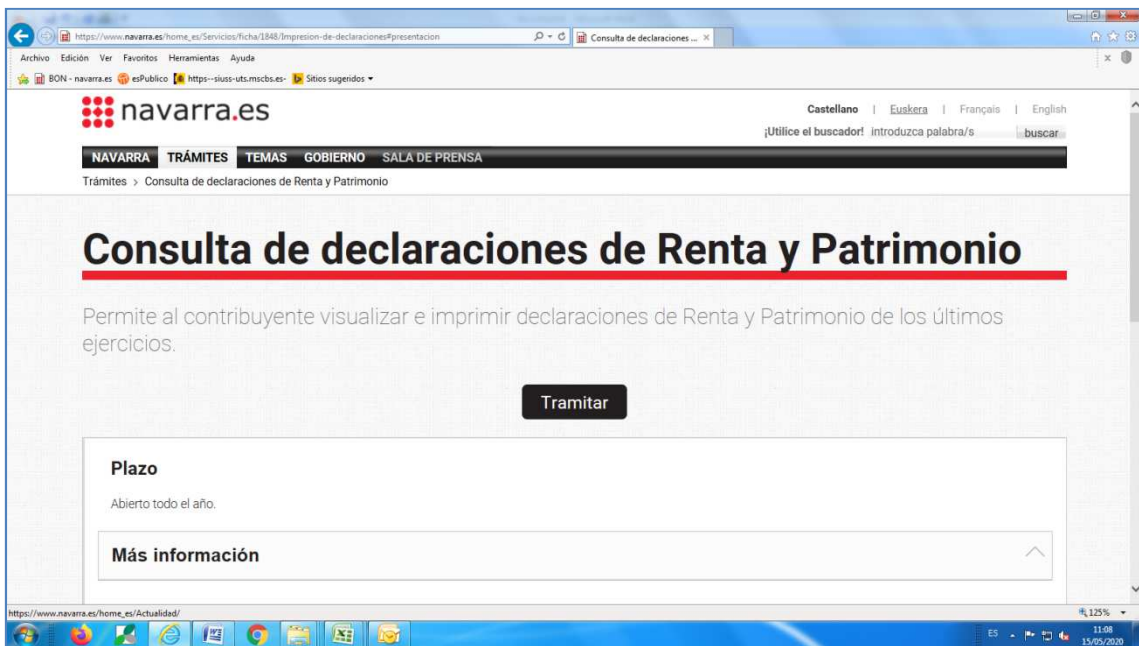 https://www.navarra.es/home_es/Servicios/ficha/1848/Impresion-de-declaraciones#presentacion
Consulta de declaraciones ...
Archivo Edición Ver Favoritos Herramientas Ayuda
BON - navarra.es esPublico https--siuss-uts.mscbs.es- Sitios sugeridos
navarra.es
Castellano | Euskera | Français | English
¡Utilice el buscador! introduzca palabra/s buscar
NAVARRA TRÁMITES TEMAS GOBIERNO SALA DE PRENSA
Trámites > Consulta de declaraciones de Renta y Patrimonio
Consulta de declaraciones de Renta y Patrimonio
Permite al contribuyente visualizar e imprimir declaraciones de Renta y Patrimonio de los últimos
ejercicios.
Tramitar
Plazo
Abierto todo el año.
Más información
https://www.navarra.es/home_es/Actualidad/
125%
ES
11:08
15/05/2020